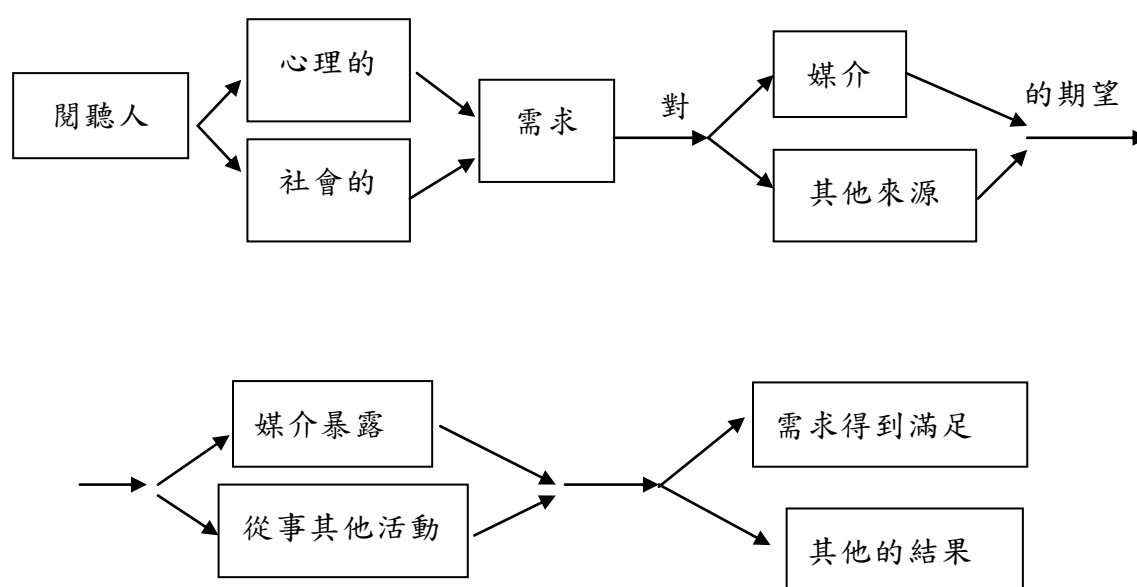 閱聽人
心理的
社會的
需求
對
媒介
其他來源
的期望
媒介暴露
從事其他活動
需求得到滿足
其他的結果